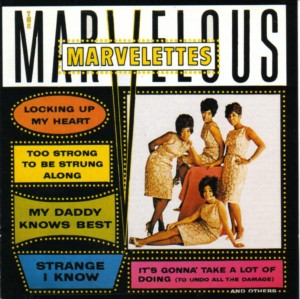 THE
MARVELOUS
MARVELETTES
LOCKING UP
MY HEART
TOO STRONG
TO BE STRUNG
ALONG
MY DADDY
KNOWS BEST
STRANGE
I KNOW
IT'S GONNA' TAKE A LOT OF
DOING (TO UNDO ALL THE DAMAGE)
AND OTHERS